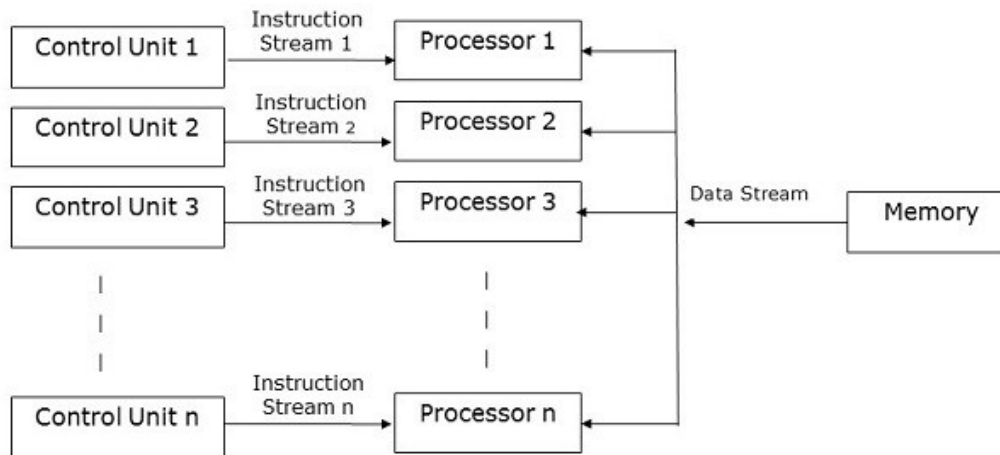 Control Unit 1
Instruction
Stream 1
Processor 1
Control Unit 2
Instruction
Stream 2
Processor 2
Control Unit 3
Instruction
Stream 3
Processor 3
Data Stream
Memory
Control Unit n
Instruction
Stream n
Processor n